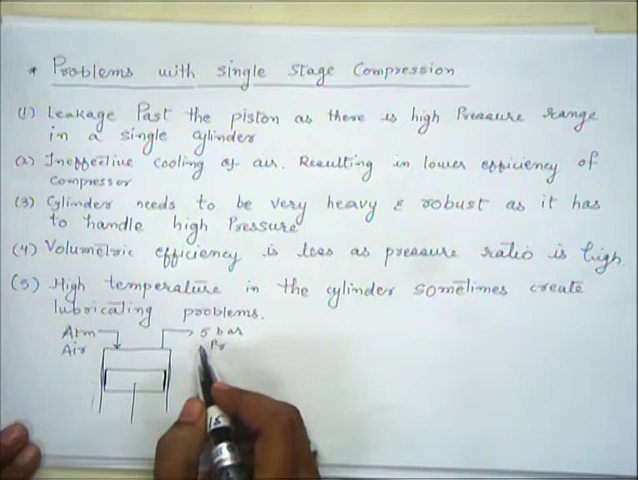 * Problems with single stage Compression
(1) Leakage Past the piston as there is high Pressure range
in a single cylinder
(2) Ineffective cooling of air. Resulting in lower efficiency of
compressor
(3) Cylinder needs to be very heavy & robust as it has
to handle high Pressure
(4) Volumetric efficiency is less as pressure ratio is high.
(5) High temperature in the cylinder sometimes create
lubricating problems.
Atm
Air
5 bar
Pr